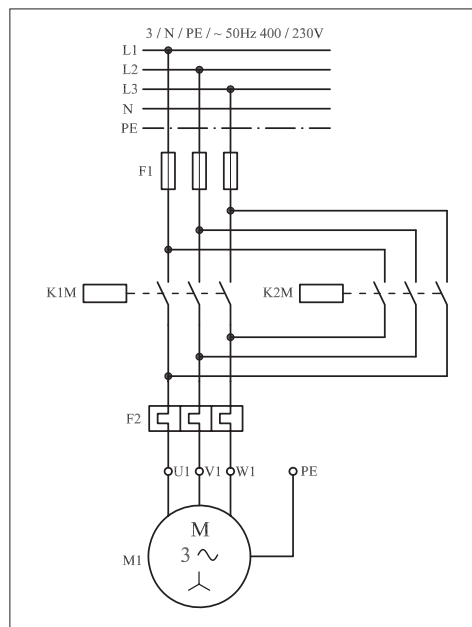 3 / N / PE / ~ 50Hz 400 / 230V
L1
L2
L3
N
PE
F1
K1M
K2M
F2
U1 V1 W1 PE
M
M1 3 ~